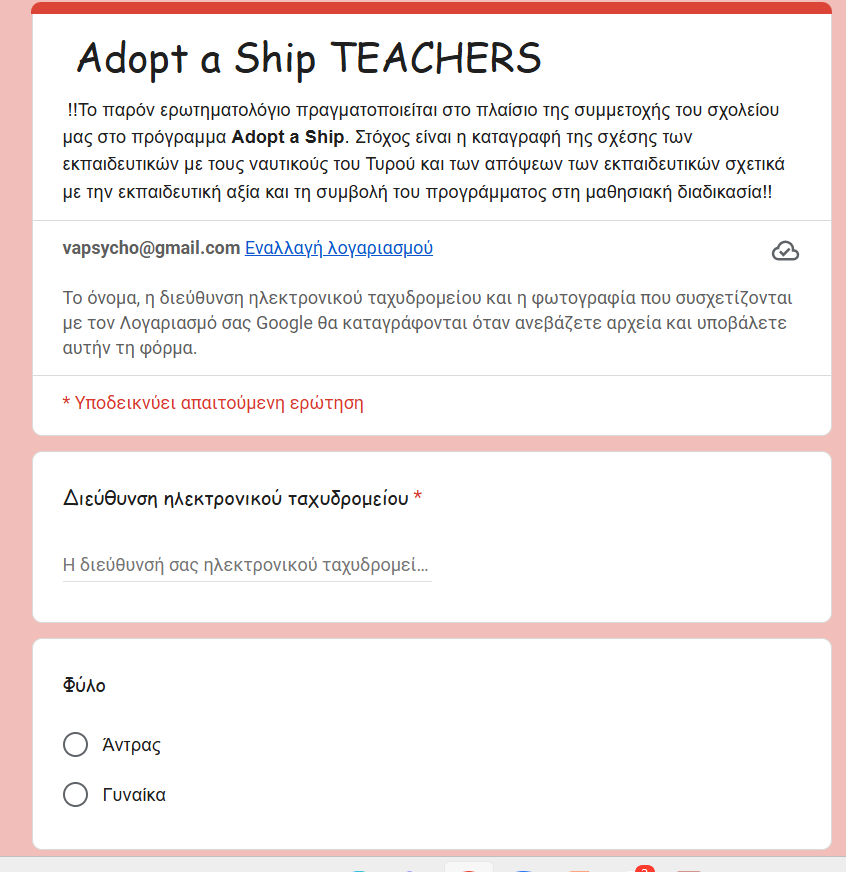 Adopt a Ship TEACHERS
!!Το παρόν ερωτηματολόγιο πραγματοποιείται στο πλαίσιο της συμμετοχής του σχολείου
μας στο πρόγραμμα Adopt a Ship. Στόχος είναι η καταγραφή της σχέσης των
εκπαιδευτικών με τους ναυτικούς του Τυρού και των απόψεων των εκπαιδευτικών σχετικά
με την εκπαιδευτική αξία και τη συμβολή του προγράμματος στη μαθησιακή διαδικασία!!
vapsycho@gmail.com Εναλλαγή λογαριασμού
Το όνομα, η διεύθυνση ηλεκτρονικού ταχυδρομείου και η φωτογραφία που συσχετίζονται
με τον Λογαριασμό σας Google θα καταγράφονται όταν ανεβάζετε αρχεία και υποβάλετε
αυτήν τη φόρμα.
* Υποδεικνύει απαιτούμενη ερώτηση
Διεύθυνση ηλεκτρονικού ταχυδρομείου *
Η διεύθυνσή σας ηλεκτρονικού ταχυδρομεί...
Φύλο
Άντρας
Γυναίκα